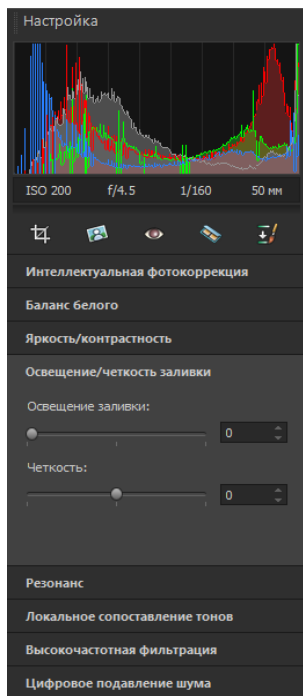 Настройка
ISO 200 f/4.5 1/160 50 мм
Интеллектуальная фотокоррекция
Баланс белого
Яркость/контрастность
Освещение/четкость заливки
Освещение заливки:
0
Четкость:
0
Резонанс
Локальное сопоставление тонов
Высокочастотная фильтрация
Цифровое подавление шума